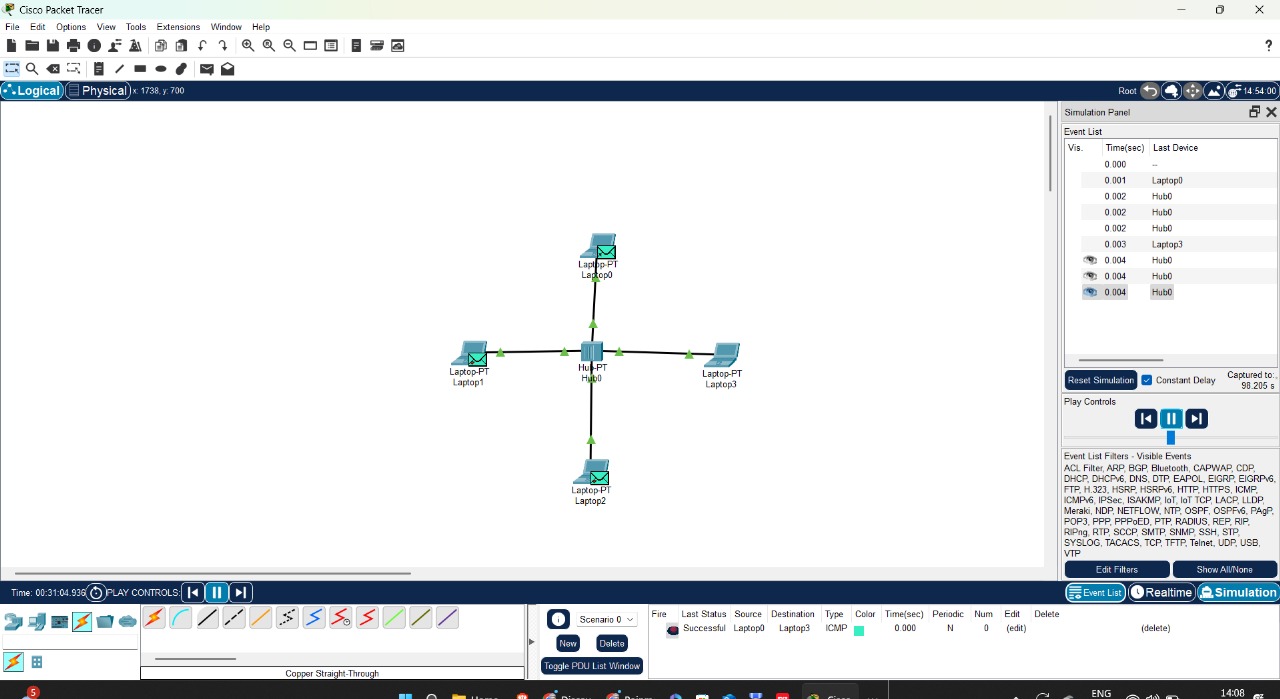 Cisco Packet Tracer
File Edit Options View Tools Extensions Window Help
?
Logical Physical x: 1738, y: 700
Root 14:54:00
Simulation Panel
Event List
Vis. Time(sec) Last Device
0.000 --
0.001 Laptop0
0.002 Hub0
0.002 Hub0
0.002 Hub0
0.003 Laptop3
0.004 Hub0
0.004 Hub0
0.004 Hub0
Reset Simulation Constant Delay Captured to:
98.205 s
Play Controls
Event List Filters - Visible Events
ACL Filter, ARP, BGP, Bluetooth, CAPWAP, CDP,
DHCP, DHCPv6, DNS, DTP, EAPOL, EIGRP, EIGRPv6,
FTP, H.323, HSRP, HSRPv6, HTTP, HTTPS, ICMP,
ICMPv6, IPSec, ISAKMP, IoT, IoT TCP, LACP, LLDP,
Meraki, NDP, NETFLOW, NTP, OSPF, OSPFv6, PAgP,
POP3, PPP, PPPoED, PTP, RADIUS, REP, RIP,
RIPng, RTP, SCCP, SMTP, SNMP, SSH, STP,
SYSLOG, TACACS, TCP, TFTP, Telnet, UDP, USB,
VTP
Edit Filters Show All/None
Event List Realtime Simulation
Laptop-PT
Laptop0
Laptop-PT
Laptop1
Hub-PT
Hub0
Laptop-PT
Laptop3
Laptop-PT
Laptop2
Time: 00:31:04.936 PLAY CONTROLS:
Scenario 0
New Delete
Toggle PDU List Window
Fire Last Status Source Destination Type Color Time(sec) Periodic Num Edit Delete
Successful Laptop0 Laptop3 ICMP 0.000 N 0 (edit) (delete)
Copper Straight-Through
5
ENG
14:08